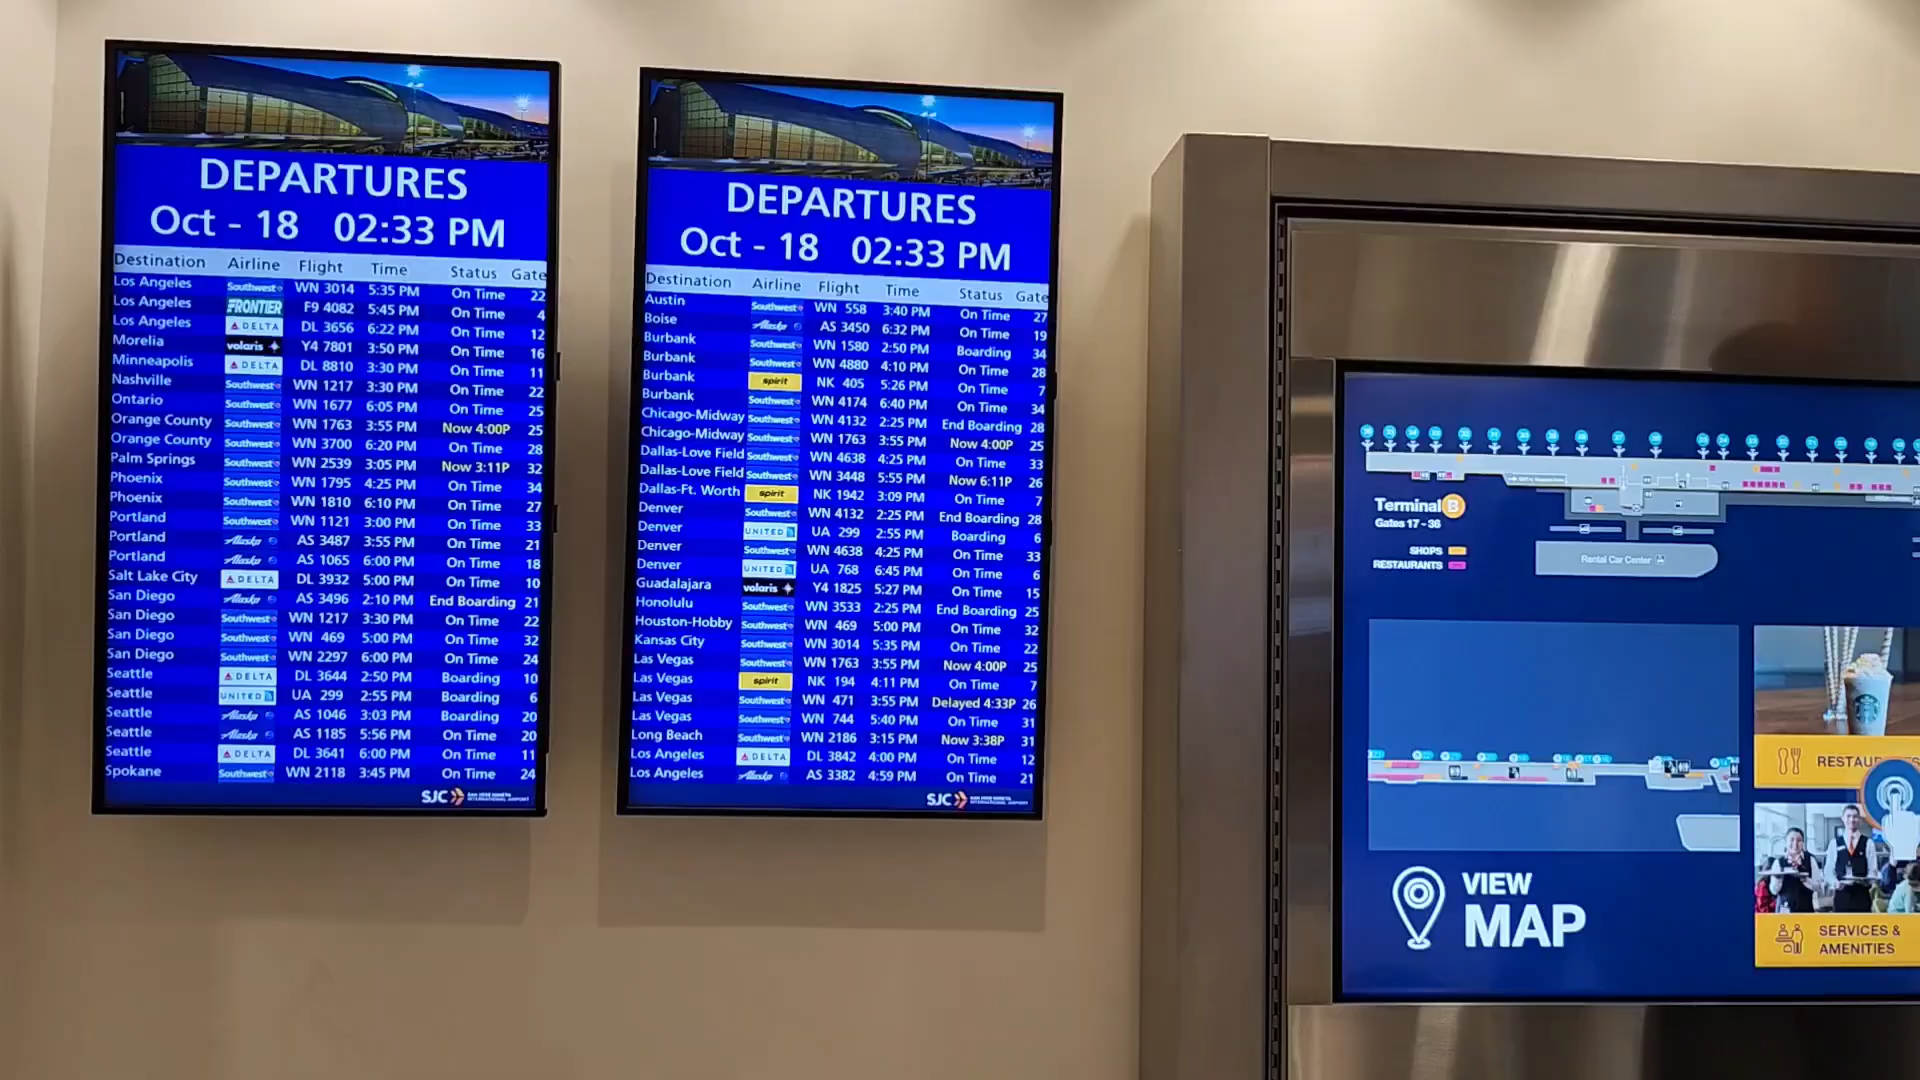 DEPARTURES
Oct - 18 02:33 PM
Destination Airline Flight Time Status Gate
Los Angeles Southwest WN 3014 5:35 PM On Time 22
Los Angeles FRONTIER F9 4082 5:45 PM On Time 4
Los Angeles DELTA DL 3656 6:22 PM On Time 12
Morelia volaris Y4 7801 3:50 PM On Time 16
Minneapolis DELTA DL 8810 3:30 PM On Time 11
Nashville Southwest WN 1217 3:30 PM On Time 22
Ontario Southwest WN 1677 6:05 PM On Time 25
Orange County Southwest WN 1763 3:55 PM Now 4:00P 25
Orange County Southwest WN 3700 6:20 PM On Time 28
Palm Springs Southwest WN 2539 3:05 PM Now 3:11P 32
Phoenix Southwest WN 1795 4:25 PM On Time 34
Phoenix Southwest WN 1810 6:10 PM On Time 27
Portland Southwest WN 1121 3:00 PM On Time 33
Portland Alaska AS 3487 3:55 PM On Time 21
Portland Alaska AS 1065 6:00 PM On Time 18
Salt Lake City DELTA DL 3932 5:00 PM On Time 10
San Diego Alaska AS 3496 2:10 PM End Boarding 21
San Diego Southwest WN 1217 3:30 PM On Time 22
San Diego Southwest WN 469 5:00 PM On Time 32
San Diego Southwest WN 2297 6:00 PM On Time 24
Seattle DELTA DL 3644 2:50 PM Boarding 10
Seattle UNITED UA 299 2:55 PM Boarding 6
Seattle Alaska AS 1046 3:03 PM Boarding 20
Seattle Alaska AS 1185 5:56 PM On Time 20
Seattle DELTA DL 3641 6:00 PM On Time 11
Spokane Southwest WN 2118 3:45 PM On Time 24
SJC SAN JOSE MINETA INTERNATIONAL AIRPORT
DEPARTURES
Oct - 18 02:33 PM
Destination Airline Flight Time Status Gate
Austin Southwest WN 558 3:40 PM On Time 27
Boise Alaska AS 3450 6:32 PM On Time 19
Burbank Southwest WN 1580 2:50 PM Boarding 34
Burbank Southwest WN 4880 4:10 PM On Time 28
Burbank spirit NK 405 5:26 PM On Time 7
Burbank Southwest WN 4174 6:40 PM On Time 34
Chicago-Midway Southwest WN 4132 2:25 PM End Boarding 28
Chicago-Midway Southwest WN 1763 3:55 PM Now 4:00P 25
Dallas-Love Field Southwest WN 4638 4:25 PM On Time 33
Dallas-Love Field Southwest WN 3448 5:55 PM Now 6:11P 26
Dallas-Ft. Worth spirit NK 1942 3:09 PM On Time 7
Denver Southwest WN 4132 2:25 PM End Boarding 28
Denver UNITED UA 299 2:55 PM Boarding 6
Denver Southwest WN 4638 4:25 PM On Time 33
Denver UNITED UA 768 6:45 PM On Time 6
Guadalajara volaris Y4 1825 5:27 PM On Time 15
Honolulu Southwest WN 3533 2:25 PM End Boarding 25
Houston-Hobby Southwest WN 469 5:00 PM On Time 32
Kansas City Southwest WN 3014 5:35 PM On Time 22
Las Vegas Southwest WN 1763 3:55 PM Now 4:00P 25
Las Vegas spirit NK 194 4:11 PM On Time 7
Las Vegas Southwest WN 471 3:55 PM Delayed 4:33P 26
Las Vegas Southwest WN 744 5:40 PM On Time 31
Long Beach Southwest WN 2186 3:15 PM Now 3:38P 31
Los Angeles DELTA DL 3842 4:00 PM On Time 12
Los Angeles Alaska AS 3382 4:59 PM On Time 21
SJC SAN JOSE MINETA INTERNATIONAL AIRPORT
Terminal B
Gates 17 - 36
SHOPS
RESTAURANTS
Rental Car Center
VIEW
MAP
SERVICES &
AMENITIES